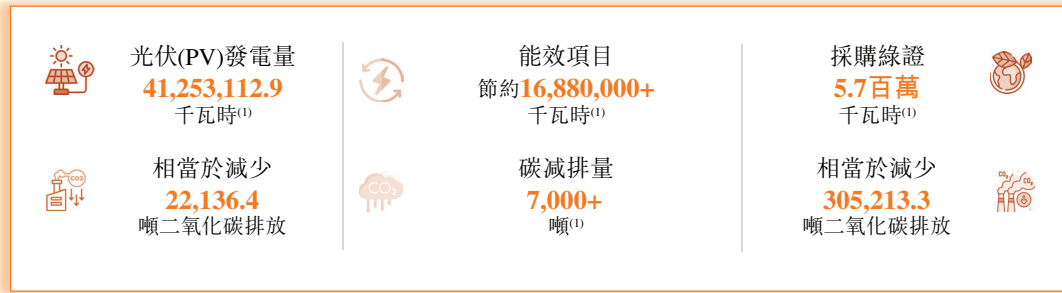 光伏(PV)發電量
41,253,112.9
千瓦時(1)
相當於減少
22,136.4
噸二氧化碳排放
能效項目
節約16,880,000+
千瓦時(1)
碳減排量
7,000+
噸(1)
採購綠證
5.7百萬
千瓦時(1)
相當於減少
305,213.3
噸二氧化碳排放
CO2
CO2
CO2
CO2